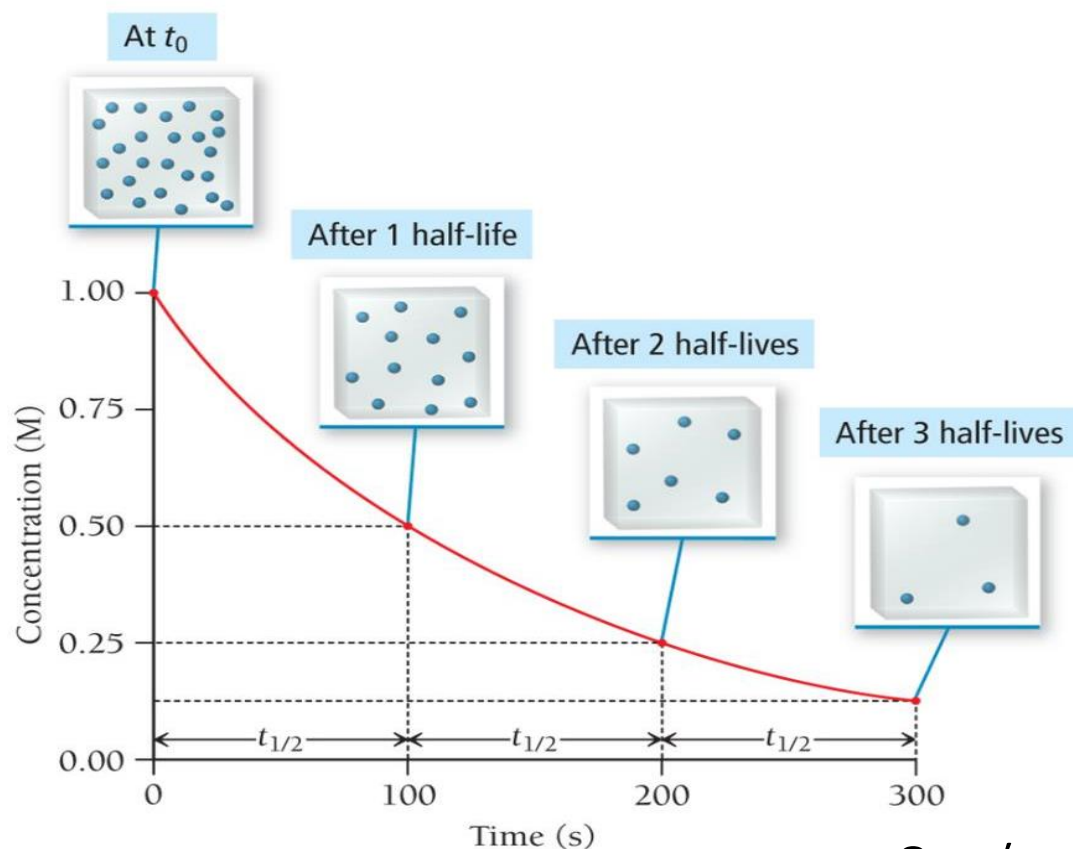 At t0
After 1 half-life
After 2 half-lives
After 3 half-lives
Concentration (M)
1.00
0.75
0.50
0.25
0.00
t1/2
t1/2
t1/2
0
100
200
300
Time (s)